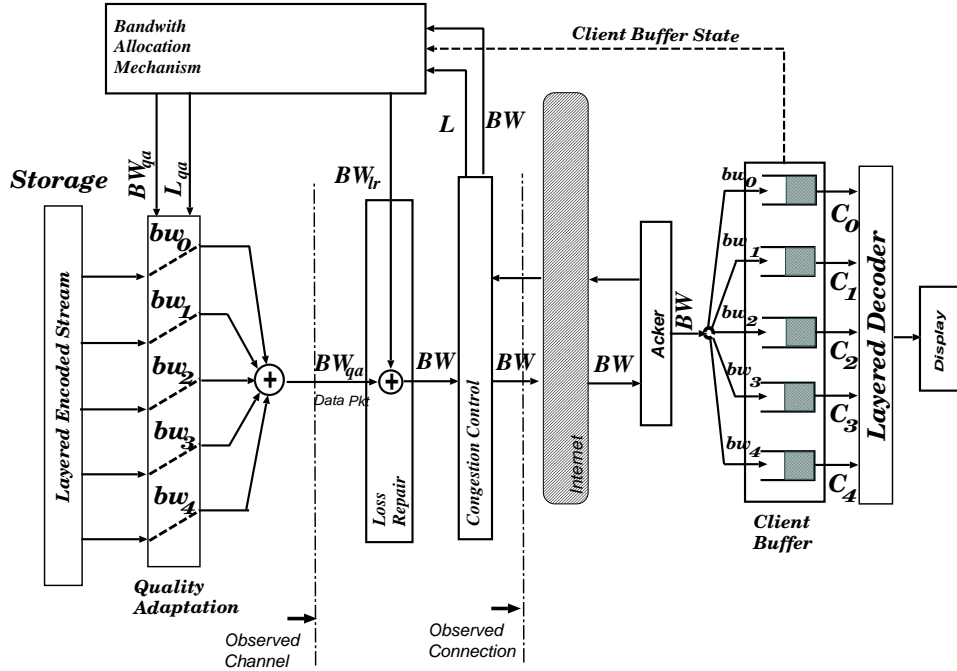 Bandwith
Allocation
Mechanism
Client Buffer State
L
BW
BWqa
Lqa
BWlr
Storage
Layered Encoded Stream
bw0
bw1
bw2
bw3
bw4
Quality
Adaptation
+
BWqa
Data Pkt
+
Loss
Repair
BW
Congestion Control
BW
Internet
BW
Acker
BW
bw0
bw1
bw2
bw3
bw4
Client
Buffer
C0
C1
C2
C3
C4
Layered Decoder
Display
Observed
Channel
Observed
Connection